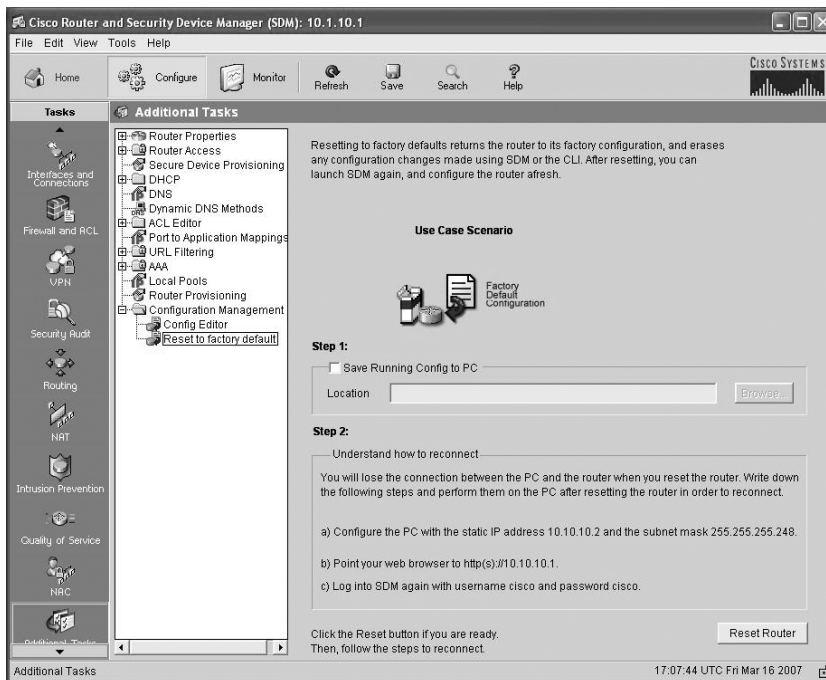 Cisco Router and Security Device Manager (SDM): 10.1.10.1
File Edit View Tools Help
Home
Configure
Monitor
Refresh
Save
Search
Help
CISCO SYSTEMS
Tasks
Additional Tasks
Interfaces and
Connections
Firewall and ACL
VPN
Security Audit
Routing
NAT
Intrusion Prevention
Quality of Service
NAC
Additional Tasks
Router Properties
Router Access
Secure Device Provisioning
DHCP
DNS
Dynamic DNS Methods
ACL Editor
Port to Application Mappings
URL Filtering
AAA
Local Pools
Router Provisioning
Configuration Management
Config Editor
Reset to factory default
Resetting to factory defaults returns the router to its factory configuration, and erases
any configuration changes made using SDM or the CLI. After resetting, you can
launch SDM again, and configure the router afresh.
Use Case Scenario
Factory
Default
Configuration
Step 1:
Save Running Config to PC
Location
Browse...
Step 2:
Understand how to reconnect
You will lose the connection between the PC and the router when you reset the router. Write down
the following steps and perform them on the PC after resetting the router in order to reconnect.
a) Configure the PC with the static IP address 10.10.10.2 and the subnet mask 255.255.255.248.
b) Point your web browser to http(s)://10.10.10.1.
c) Log into SDM again with username cisco and password cisco.
Click the Reset button if you are ready.
Then, follow the steps to reconnect.
Reset Router
Additional Tasks
17:07:44 UTC Fri Mar 16 2007